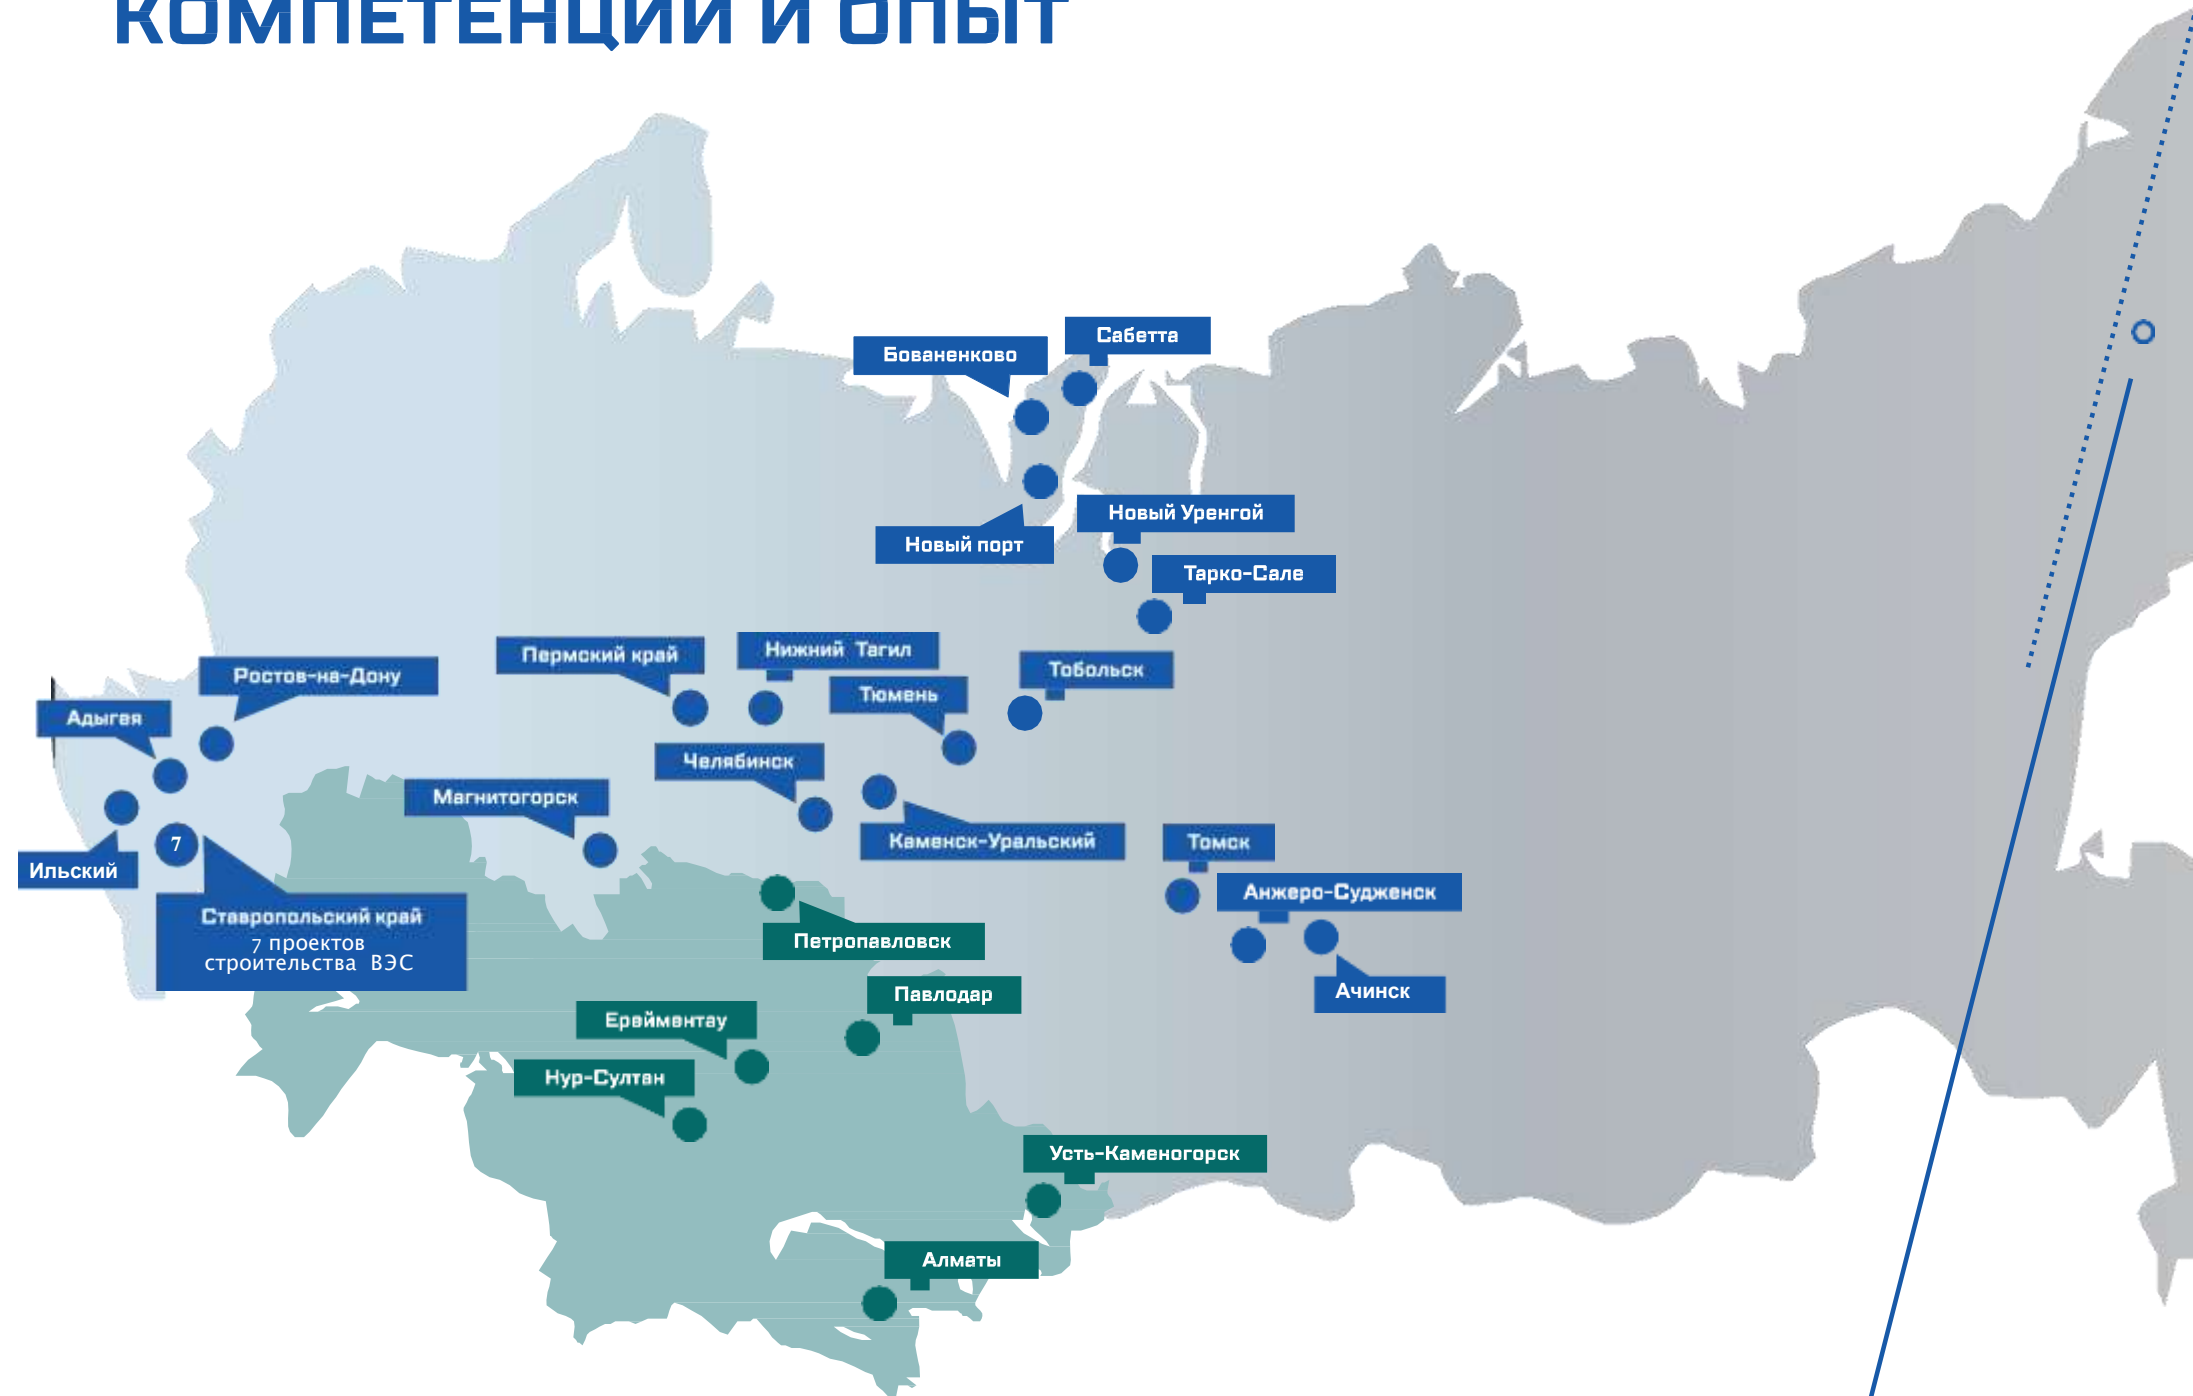 КОМПЕТЕНЦИИ И ОПЫТ
Сабетта
Бованенково
Новый Уренгой
Новый порт
Тарко-Сале
Пермский край
Нижний Тагил
Тобольск
Ростов-на-Дону
Тюмень
Адыгея
Челябинск
Магнитогорск
Каменск-Уральский
Томск
7
Ильский
Анжеро-Судженск
Ставропольский край
7 проектов
строительства ВЭС
Петропавловск
Ачинск
Павлодар
Ерейментау
Нур-Султан
Усть-Каменогорск
Алматы